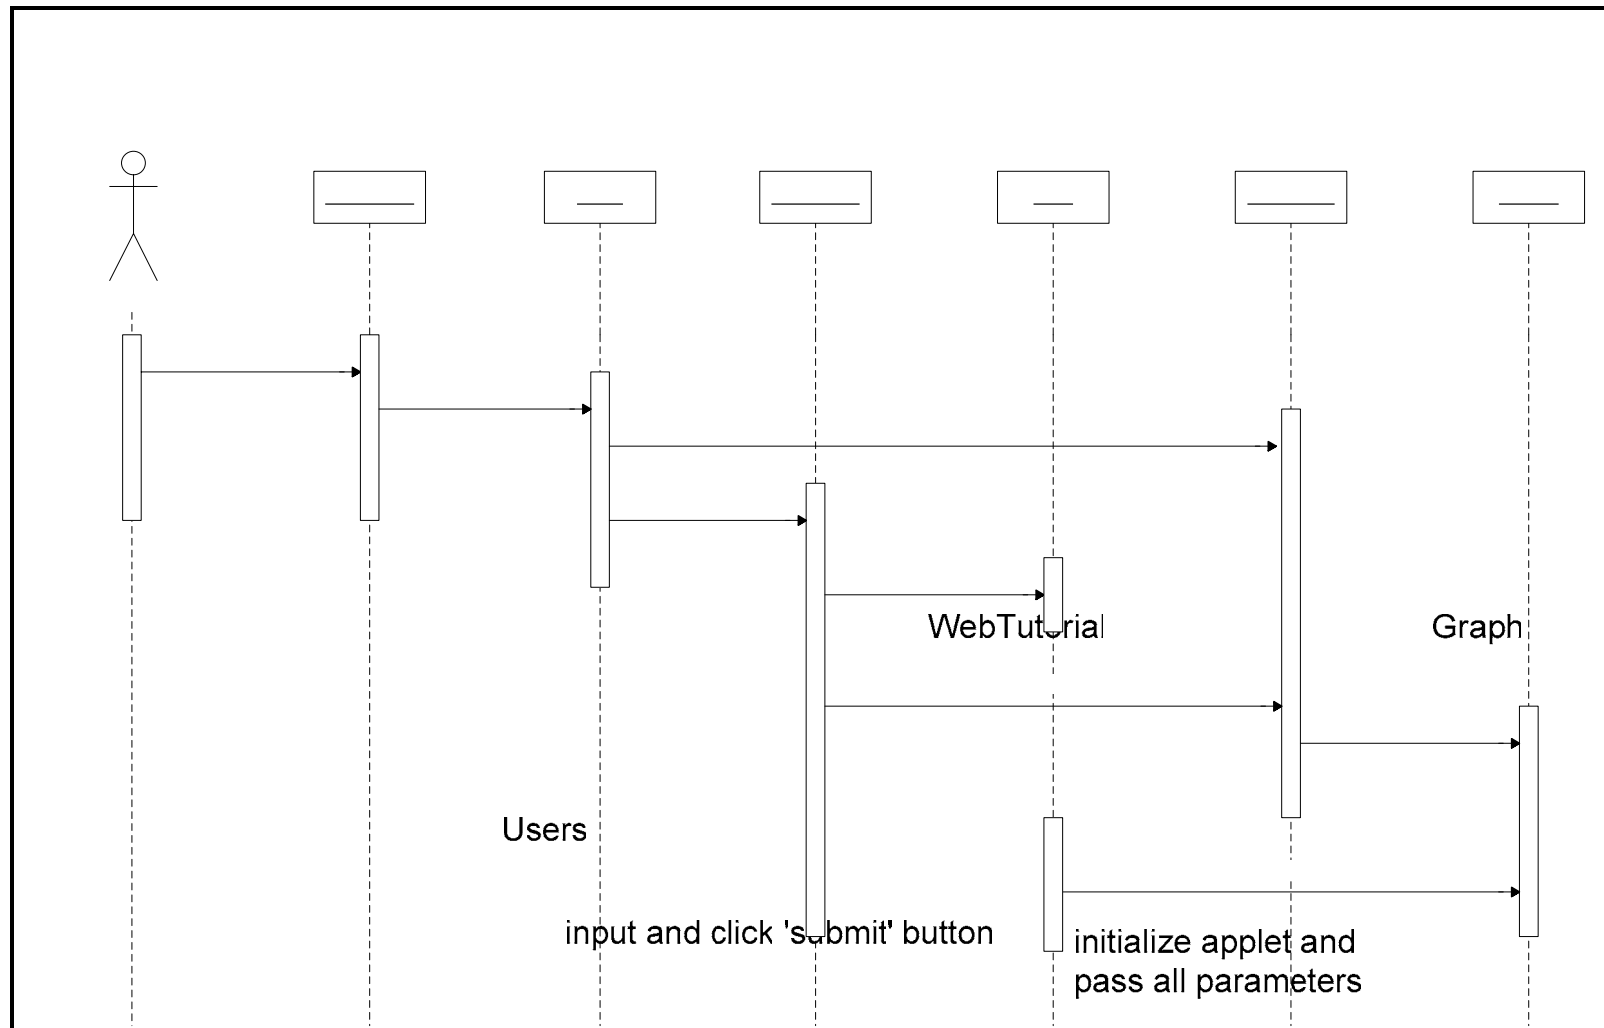 WebTutorial
Graph
Users
input and click 'submit' button
initialize applet and
pass all parameters